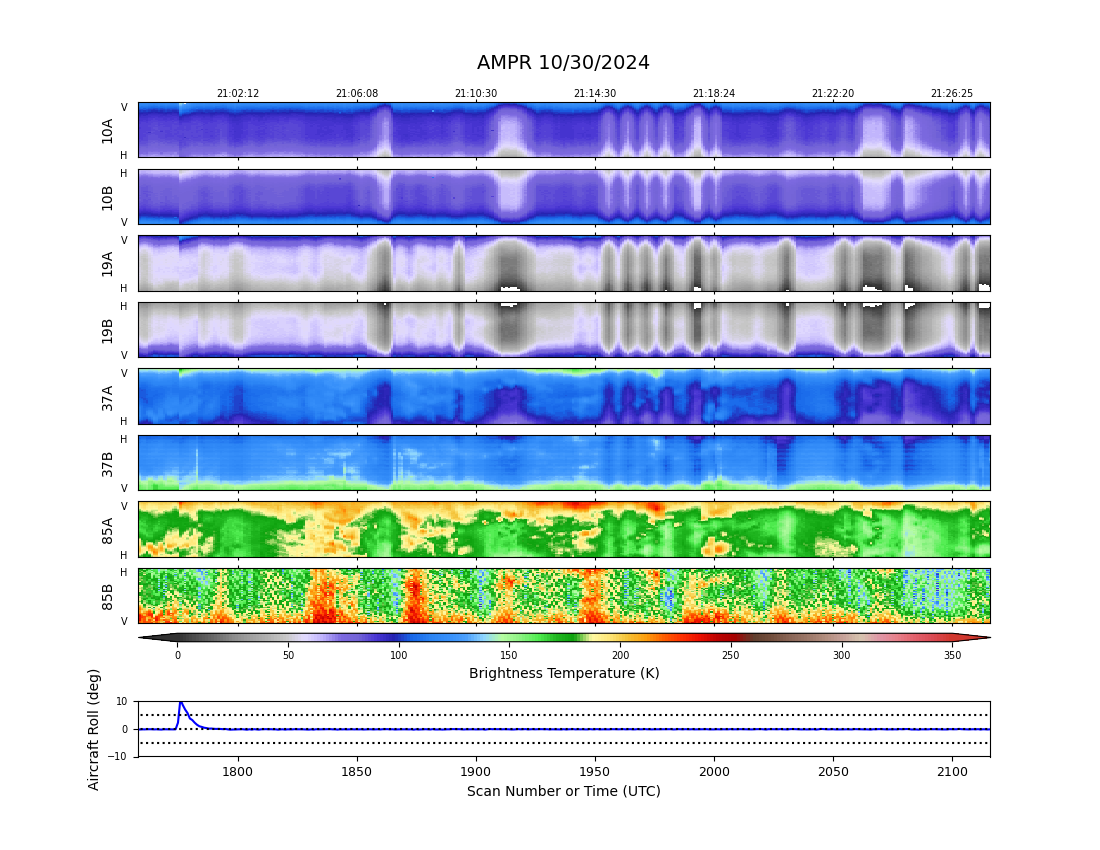 AMPR 10/30/2024
21:02:12 21:06:08 21:10:30 21:14:30 21:18:24 21:22:20 21:26:25
V
10A
H
H
10B
V
V
19A
H
H
19B
V
V
37A
H
H
37B
V
V
85A
H
H
85B
V
0 50 100 150 200 250 300 350
Brightness Temperature (K)
Aircraft Roll (deg)
10
0
−10
1800 1850 1900 1950 2000 2050 2100
Scan Number or Time (UTC)